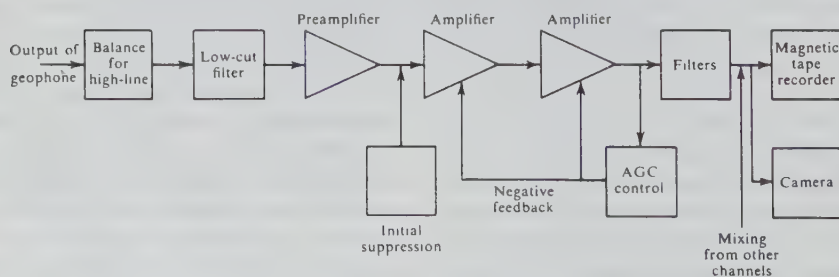 Output of
geophone
Balance
for
high-line
Low-cut
filter
Preamplifier
Amplifier
Amplifier
Filters
Magnetic
tape
recorder
Initial
suppression
Negative
feedback
AGC
control
Camera
Mixing
from other
channels